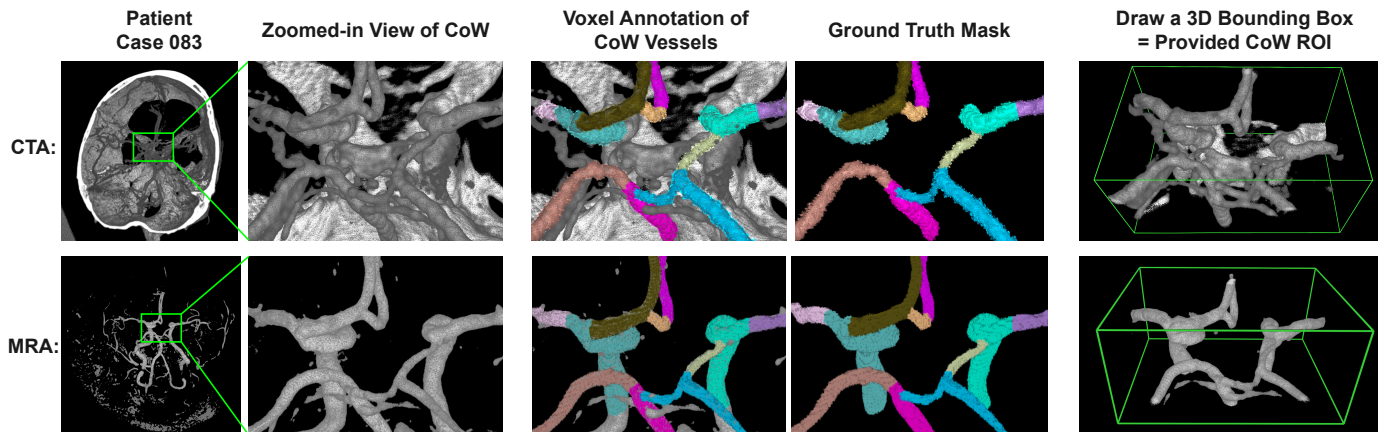 Patient
Case 083
Zoomed-in View of CoW
Voxel Annotation of
CoW Vessels
Ground Truth Mask
Draw a 3D Bounding Box
= Provided CoW ROI
CTA:
MRA: